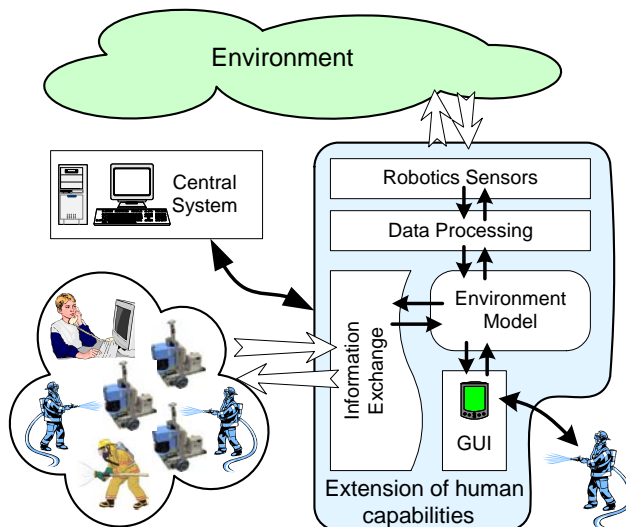 Environment
Central
System
Robotics Sensors
Data Processing
Environment
Model
Information
Exchange
GUI
Extension of human
capabilities